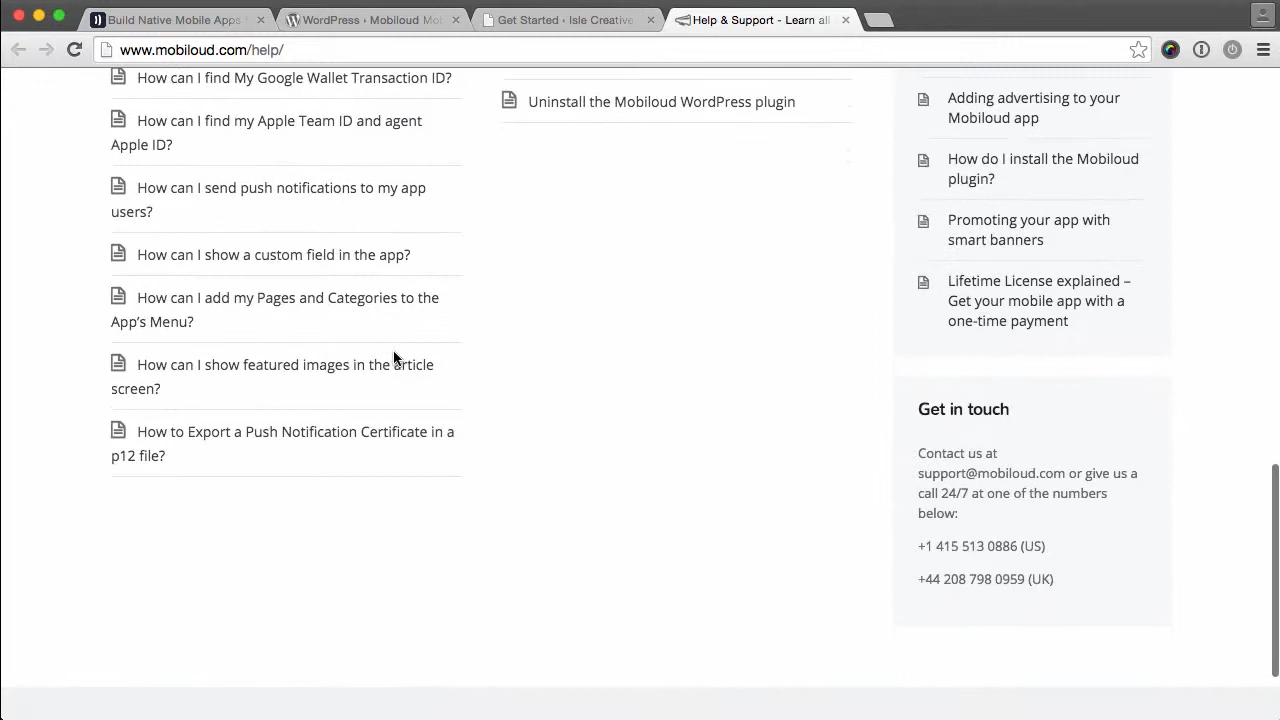 Build Native Mobile Apps
WordPress › Mobiloud Mo
Get Started · Isle Creative
Help & Support - Learn all
www.mobiloud.com/help/
How can I find My Google Wallet Transaction ID?
How can I find my Apple Team ID and agent
Apple ID?
How can I send push notifications to my app
users?
How can I show a custom field in the app?
How can I add my Pages and Categories to the
App’s Menu?
How can I show featured images in the article
screen?
How to Export a Push Notification Certificate in a
p12 file?
Uninstall the Mobiloud WordPress plugin
Adding advertising to your
Mobiloud app
How do I install the Mobiloud
plugin?
Promoting your app with
smart banners
Lifetime License explained –
Get your mobile app with a
one-time payment
Get in touch
Contact us at
support@mobiloud.com or give us a
call 24/7 at one of the numbers
below:
+1 415 513 0886 (US)
+44 208 798 0959 (UK)